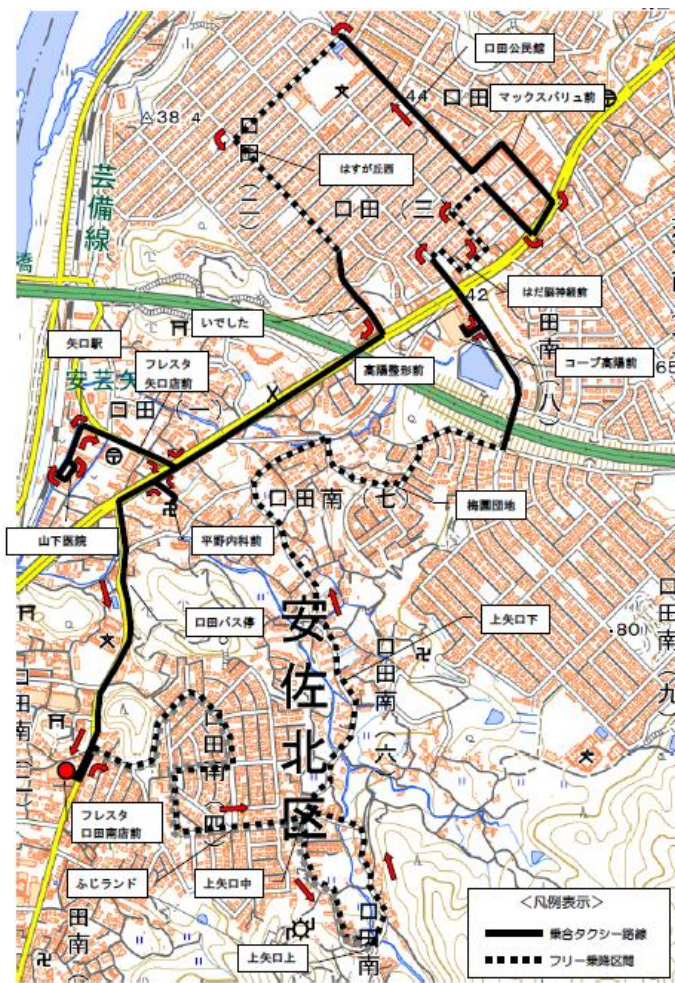 口田公民館
44
口田
マックスバリュ前
38 4
口田(二)
はすが丘西
口田(三)
芸備線
橋
42
はだ脳神経前
いでした
矢口駅
フレスタ
矢口店前
高陽整形前
田南(八)
コープ高陽前
65
安芸矢
口田(一)
口田南(七)
梅園団地
山下医院
平野内科前
口田バス停
安佐北区
上矢口下
・80
口田南(九)
口田南(六)
口田南(四)
フレスタ
口田南店前
ふじランド
上矢口中
上矢口上
口田南
田南(
<凡例表示>
乗合タクシー路線
フリー乗降区間